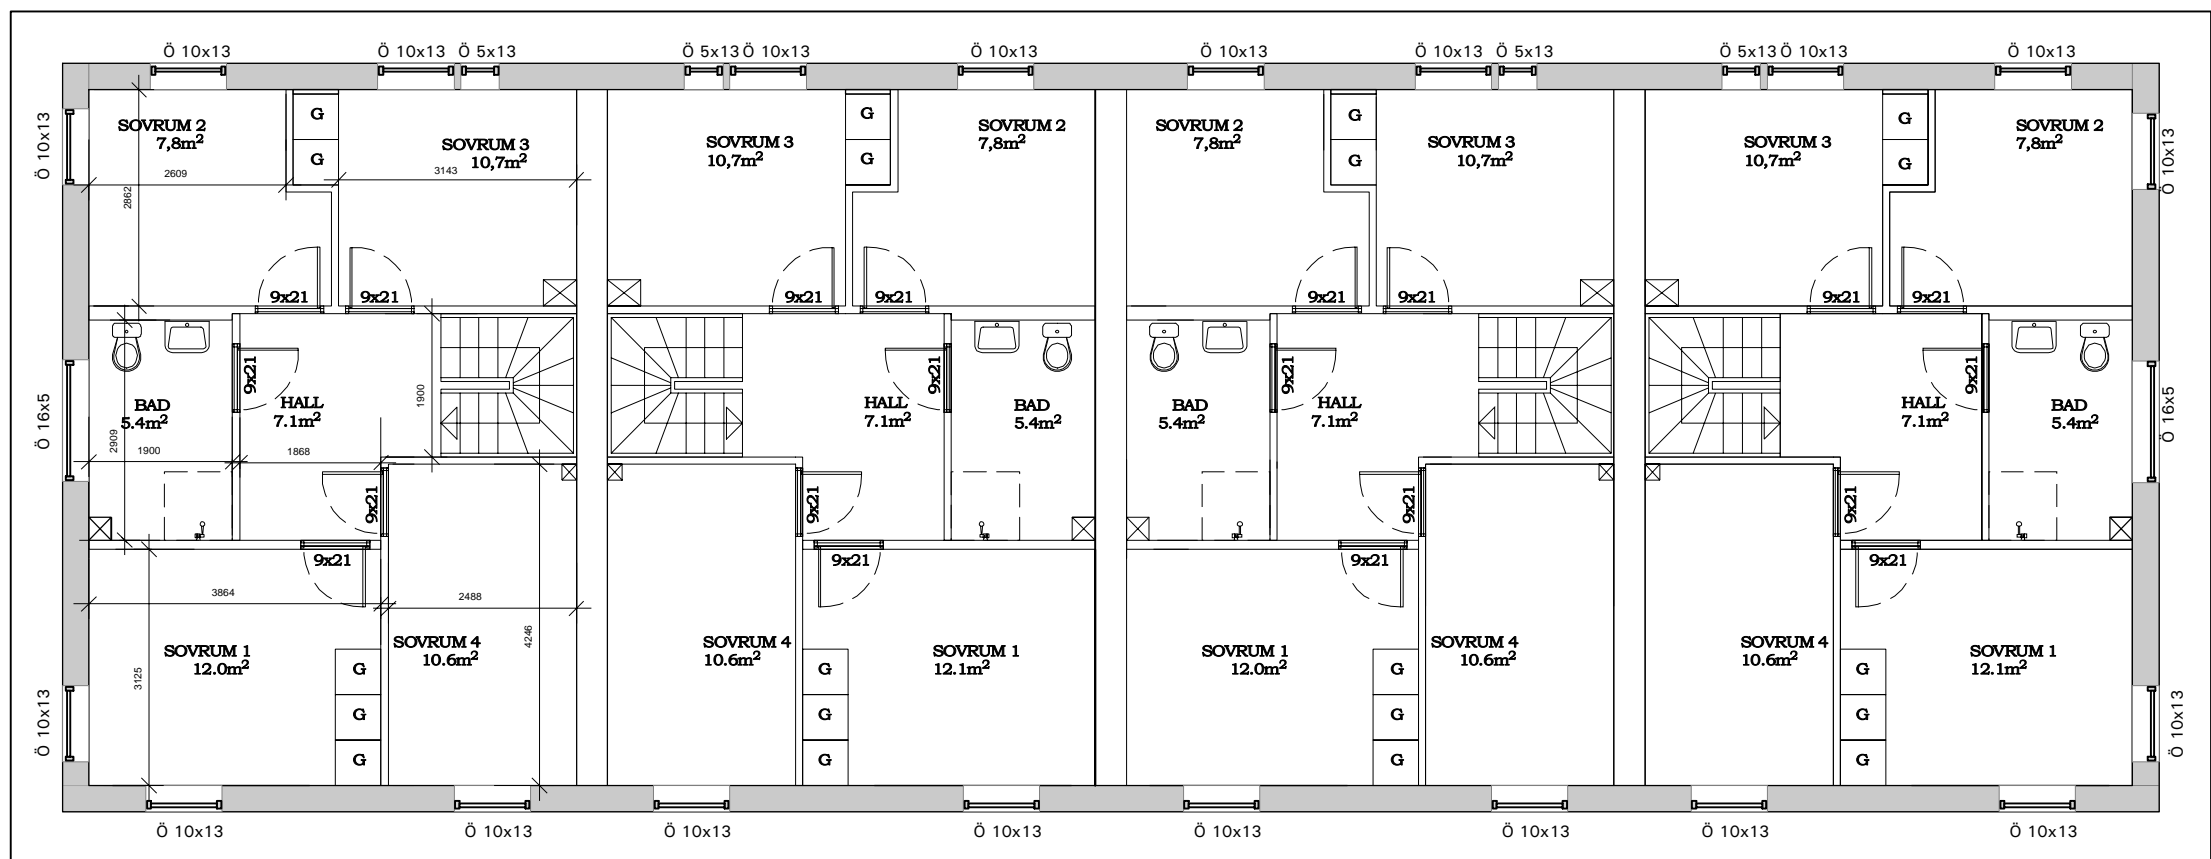 Ö 10x13 Ö 10x13 Ö 5x13 Ö 5x13 Ö 10x13 Ö 10x13 Ö 10x13 Ö 10x13 Ö 5x13 Ö 5x13 Ö 10x13 Ö 10x13
Ö 10x13
SOVRUM 2
7,8m²
G
G
SOVRUM 3
10,7m²
SOVRUM 3
10,7m²
G
G
SOVRUM 2
7,8m²
SOVRUM 2
7,8m²
G
G
SOVRUM 3
10,7m²
SOVRUM 3
10,7m²
G
G
SOVRUM 2
7,8m²
Ö 10x13
2609
3143
2862
9x21 9x21 9x21 9x21 9x21 9x21 9x21 9x21
Ö 16x5
BAD
5.4m²
9x21
HALL
7.1m²
1900
2909
1900
1868
9x21
HALL
7.1m²
9x21
BAD
5.4m²
9x21
BAD
5.4m²
9x21
HALL
7.1m²
9x21
HALL
7.1m²
9x21
BAD
5.4m²
9x21
Ö 16x5
9x21 9x21 9x21 9x21
3864
2488
4246
3125
Ö 10x13
SOVRUM 1
12.0m²
G
G
G
SOVRUM 4
10.6m²
SOVRUM 4
10.6m²
G
G
G
SOVRUM 1
12.1m²
SOVRUM 1
12.0m²
G
G
G
SOVRUM 4
10.6m²
SOVRUM 4
10.6m²
G
G
G
SOVRUM 1
12.1m²
Ö 10x13
Ö 10x13 Ö 10x13 Ö 10x13 Ö 10x13 Ö 10x13 Ö 10x13 Ö 10x13 Ö 10x13